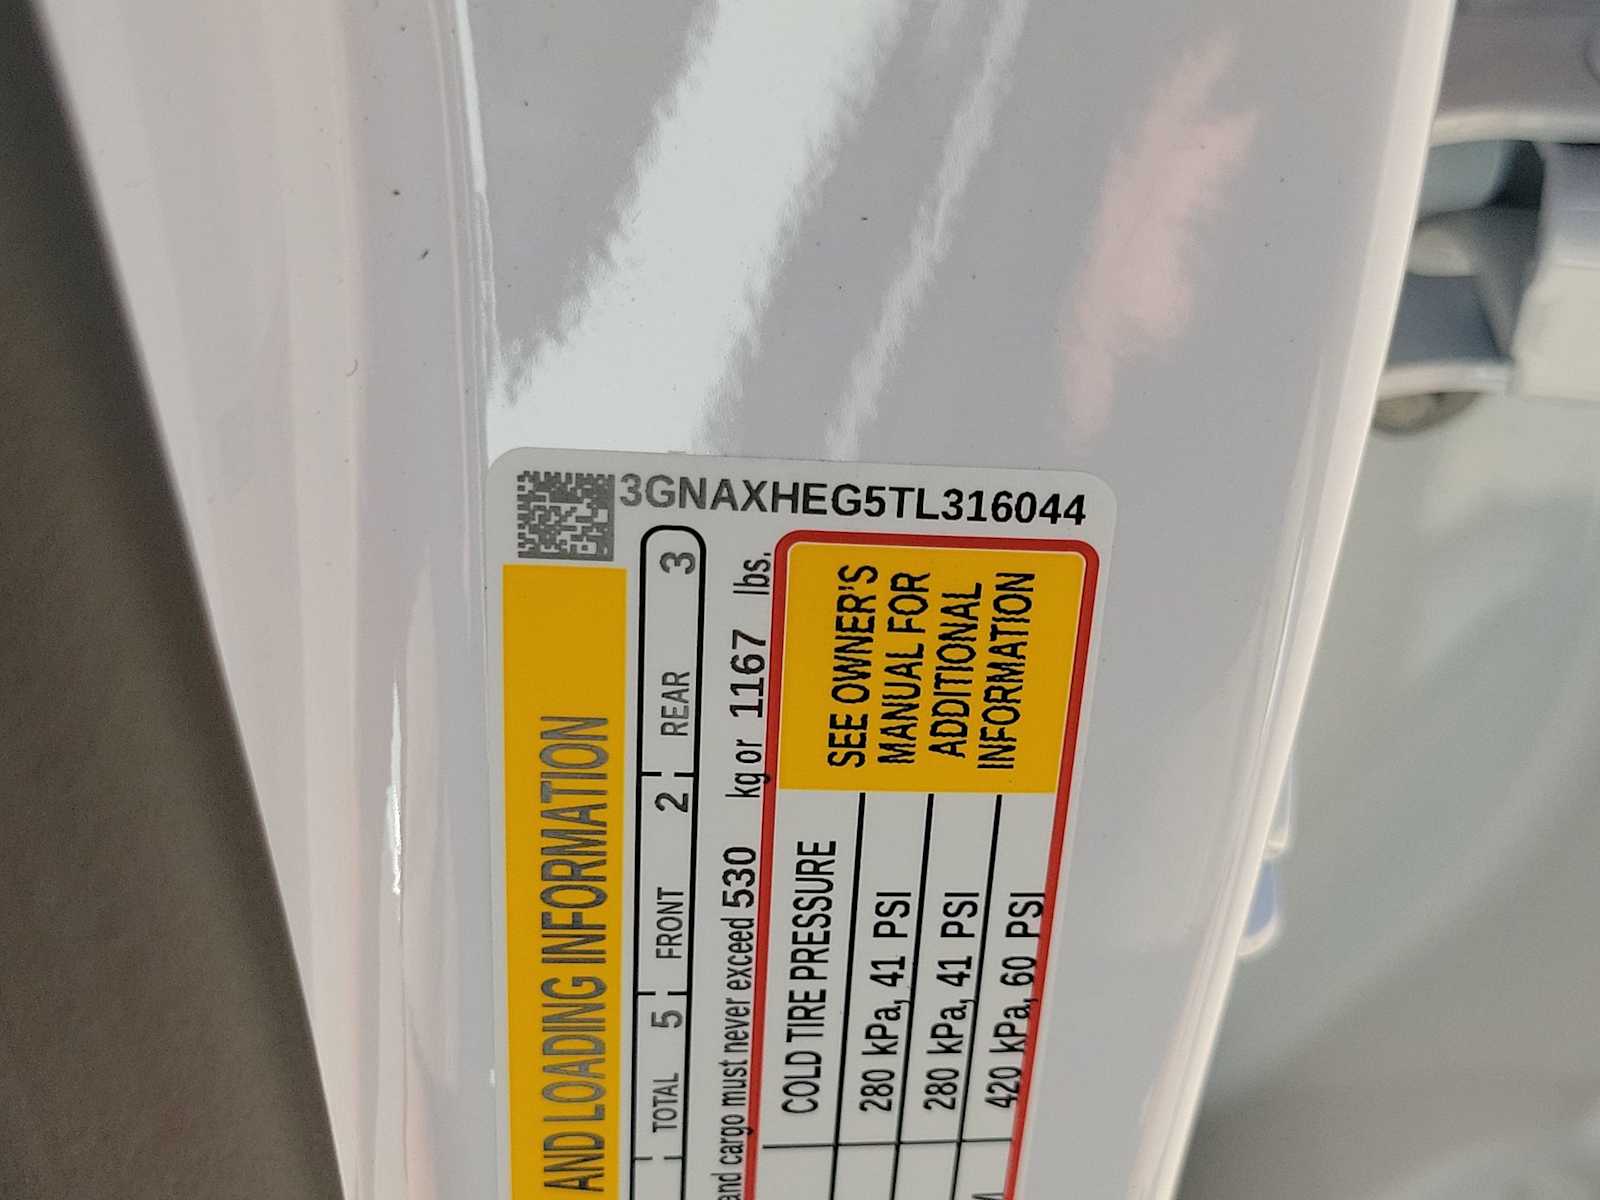 3GNAXHEG5TL316044
AND LOADING INFORMATION
TOTAL 5 FRONT 2 REAR 3
and cargo must never exceed 530 kg or 1167 lbs.
COLD TIRE PRESSURE
280 kPa, 41 PSI
280 kPa, 41 PSI
420 kPa, 60 PSI
SEE OWNER'S
MANUAL FOR
ADDITIONAL
INFORMATION